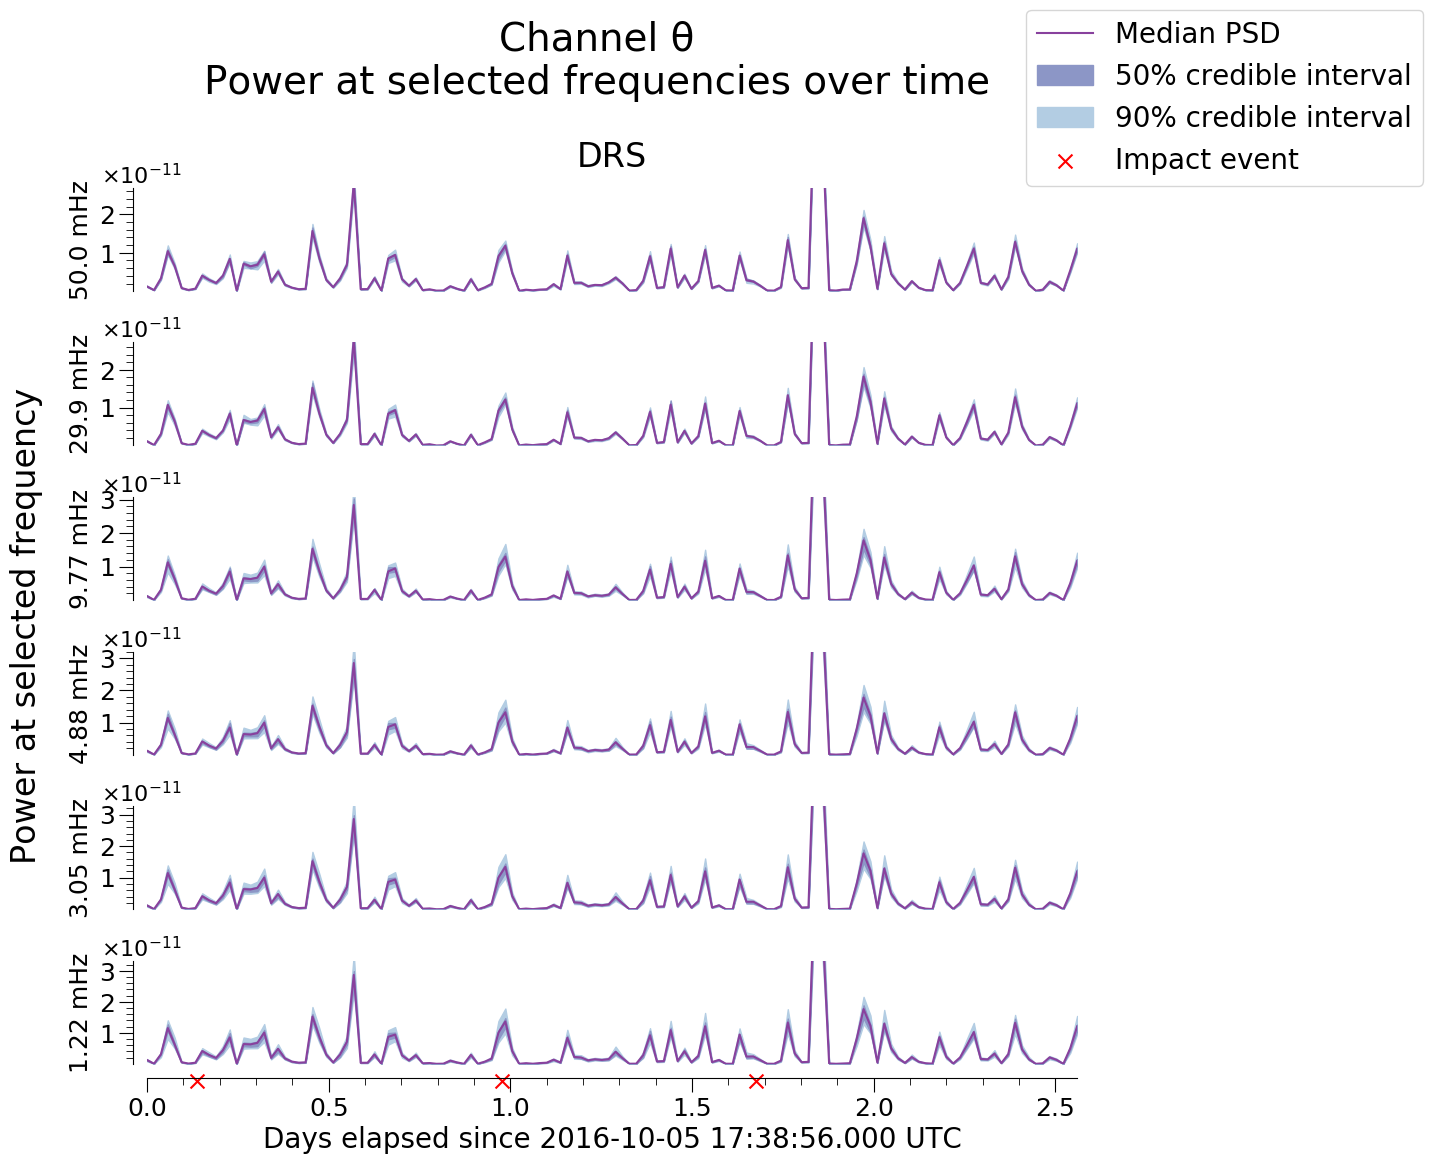 Channel θ
Power at selected frequencies over time
Median PSD
50% credible interval
90% credible interval
Impact event
DRS
Power at selected frequency
×10⁻¹¹
50.0 mHz
2
1
×10⁻¹¹
29.9 mHz
2
1
×10⁻¹¹
9.77 mHz
3
2
1
×10⁻¹¹
4.88 mHz
3
2
1
×10⁻¹¹
3.05 mHz
3
2
1
×10⁻¹¹
1.22 mHz
3
2
1
0.0 0.5 1.0 1.5 2.0 2.5
Days elapsed since 2016-10-05 17:38:56.000 UTC